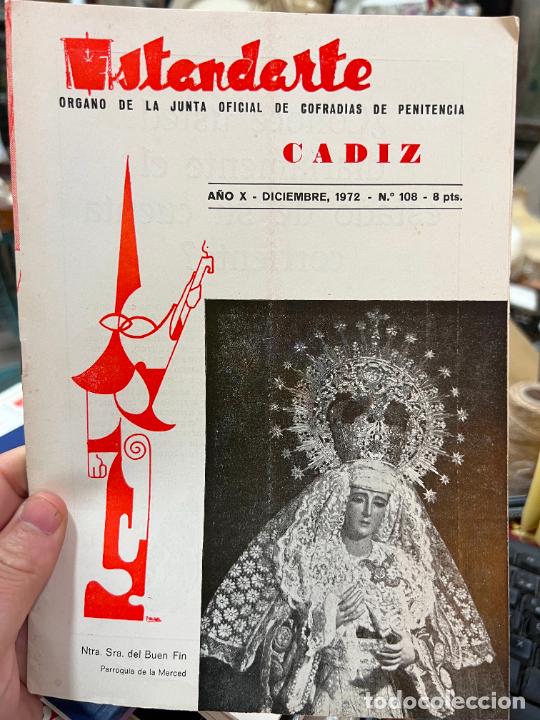 Estandarte
ORGANO DE LA JUNTA OFICIAL DE COFRADIAS DE PENITENCIA
CADIZ
AÑO X - DICIEMBRE, 1972 - N.º 108 - 8 pts.
Ntra. Sra. del Buen Fin
Parroquia de la Merced
todocoleccion.net